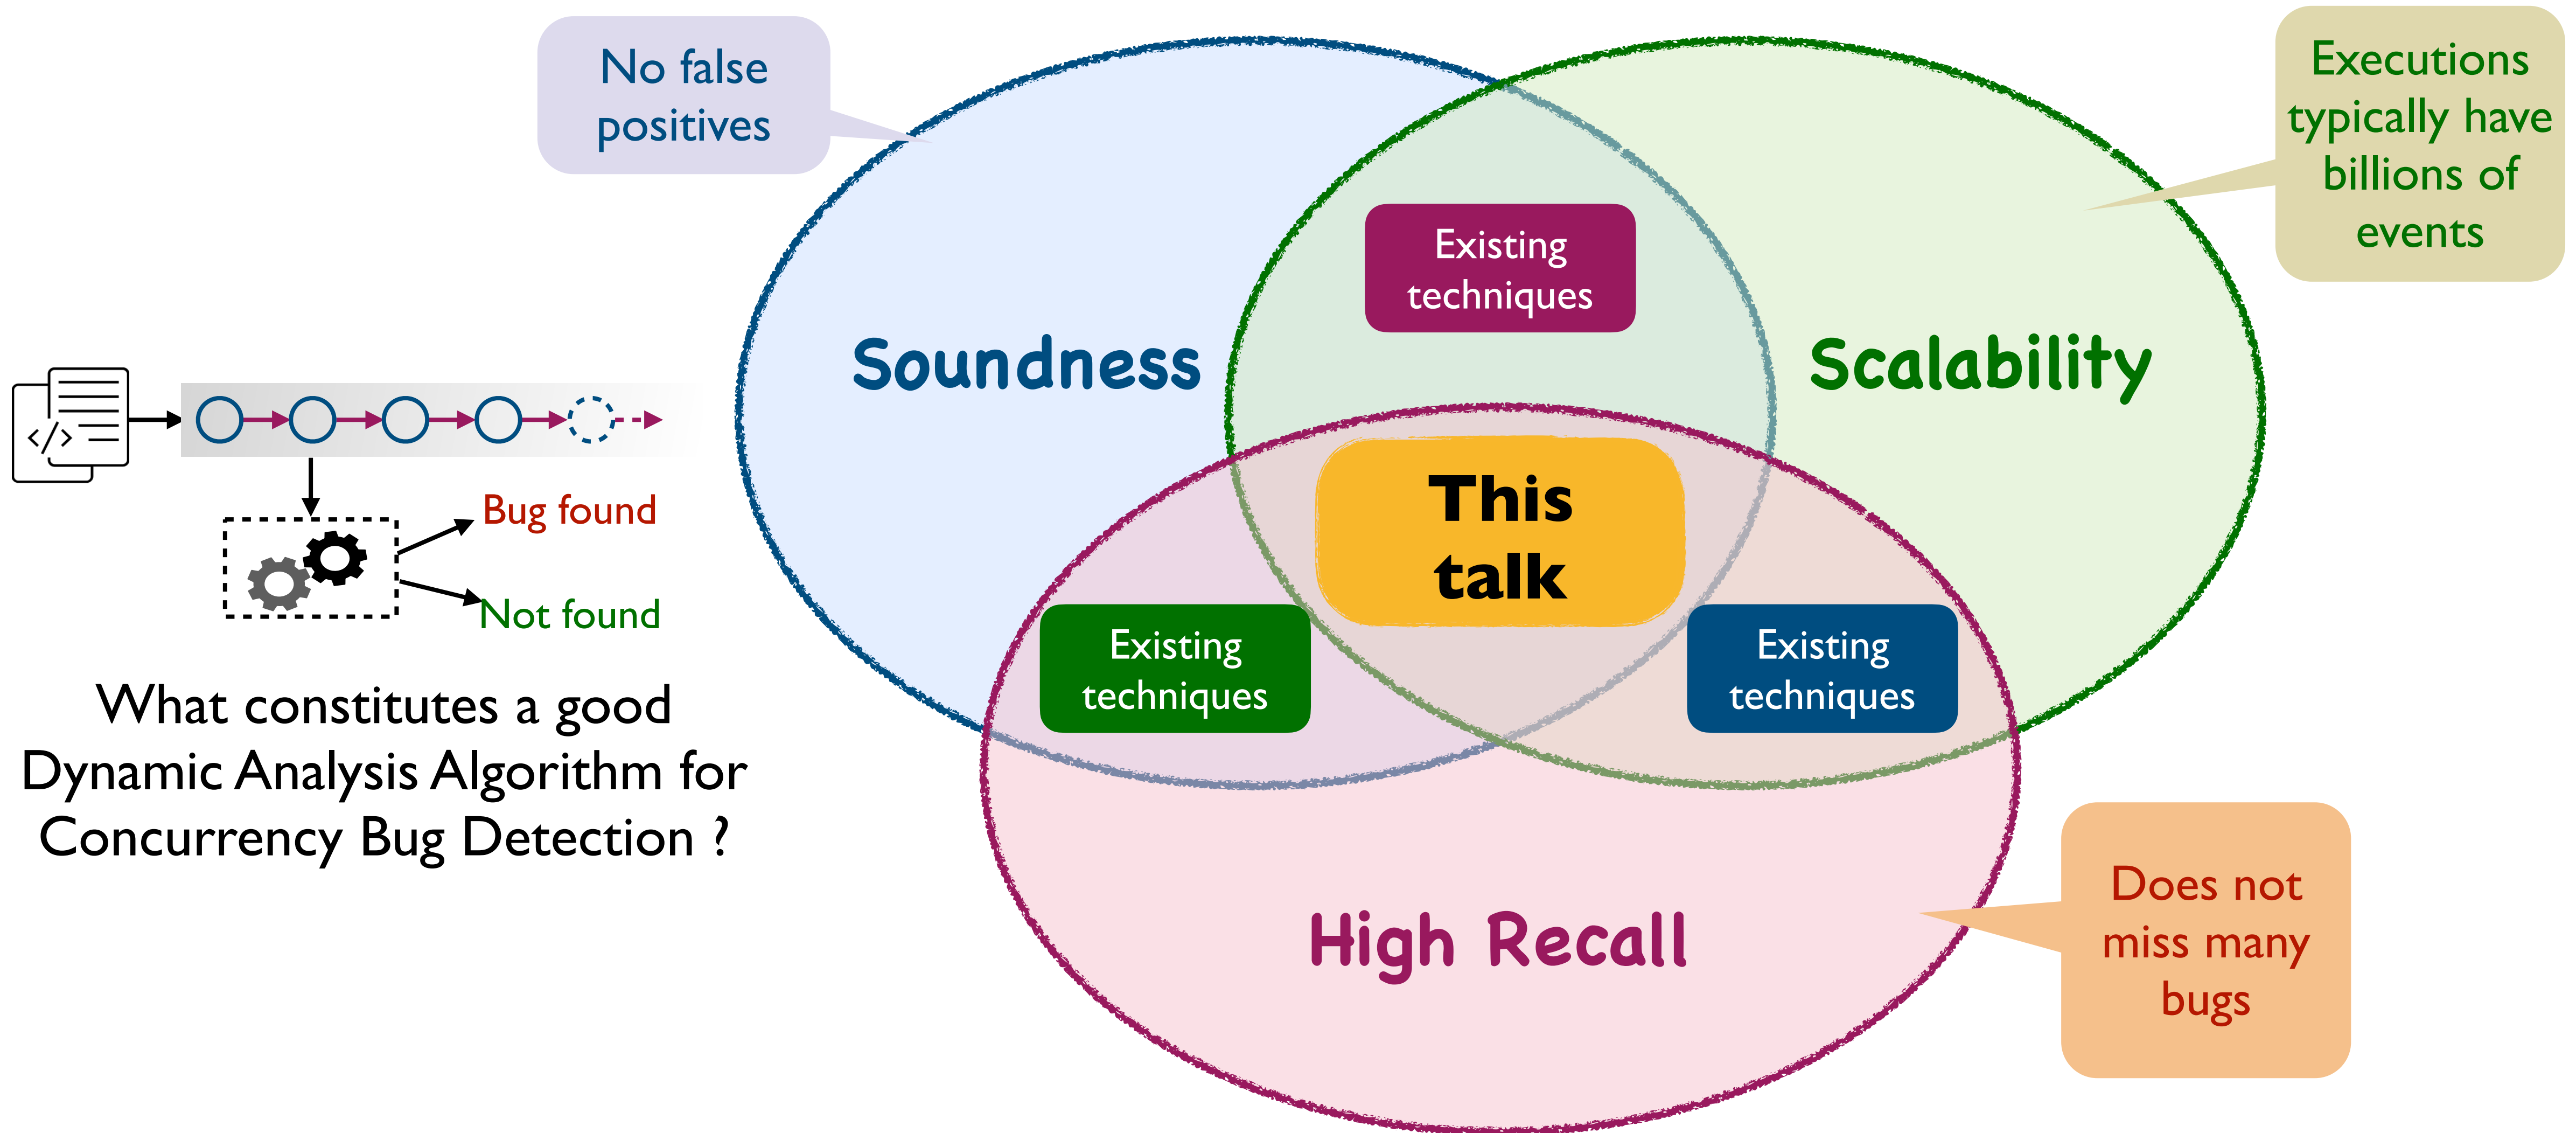 No false
positives
Executions
typically have
billions of
events
Existing
techniques
Soundness
Scalability
</>
This
talk
Bug found
Not found
Existing
techniques
Existing
techniques
What constitutes a good
Dynamic Analysis Algorithm for
Concurrency Bug Detection ?
High Recall
Does not
miss many
bugs